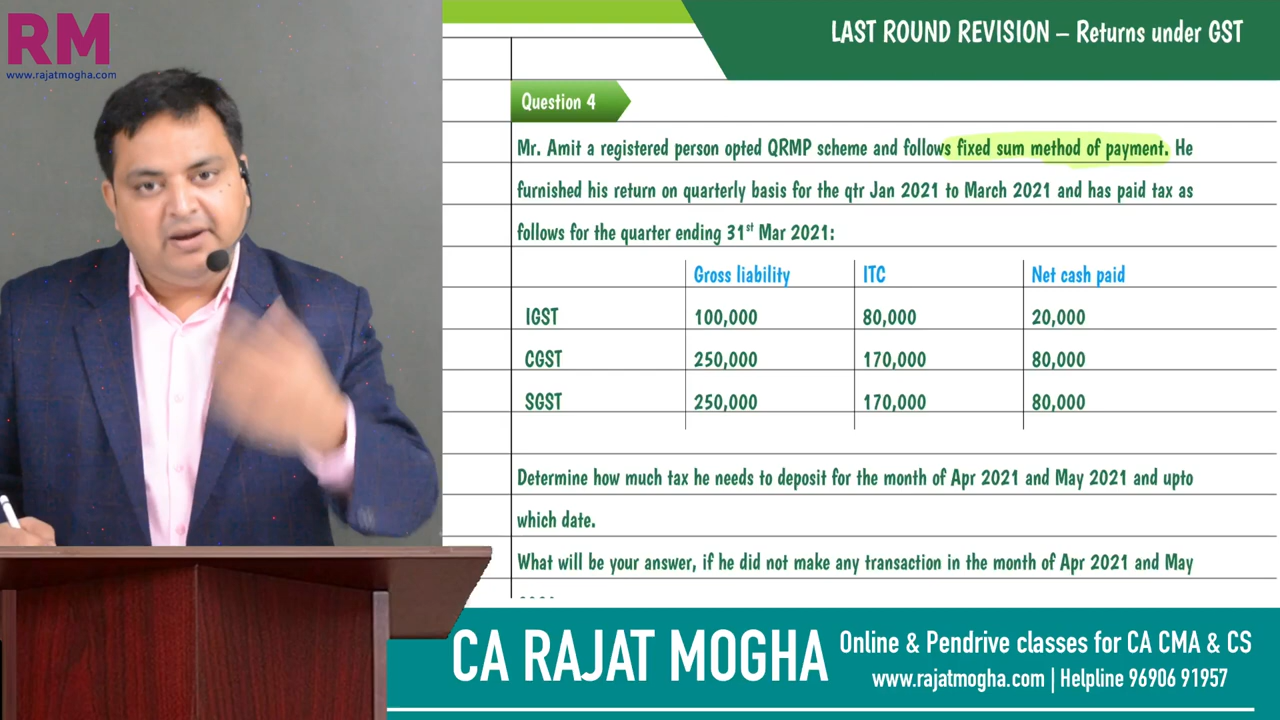 RM
www.rajatmogha.com
LAST ROUND REVISION – Returns under GST
Question 4
Mr. Amit a registered person opted QRMP scheme and follows fixed sum method of payment. He
furnished his return on quarterly basis for the qtr Jan 2021 to March 2021 and has paid tax as
follows for the quarter ending 31st Mar 2021:
Gross liability ITC Net cash paid
IGST 100,000 80,000 20,000
CGST 250,000 170,000 80,000
SGST 250,000 170,000 80,000
Determine how much tax he needs to deposit for the month of Apr 2021 and May 2021 and upto
which date.
What will be your answer, if he did not make any transaction in the month of Apr 2021 and May
CA RAJAT MOGHA
Online & Pendrive classes for CA CMA & CS
www.rajatmogha.com | Helpline 96906 91957